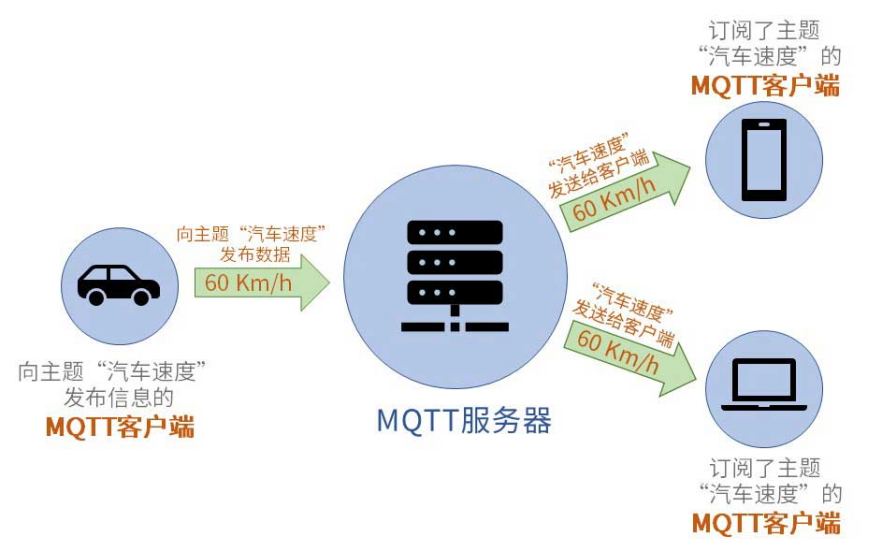 向主题“汽车速度”
发布信息的
MQTT客户端
向主题“汽车速度”
发布数据
60 Km/h
MQTT服务器
“汽车速度”
发送给客户端
60 Km/h
订阅了主题
“汽车速度”的
MQTT客户端
“汽车速度”
发送给客户端
60 Km/h
订阅了主题
“汽车速度”的
MQTT客户端